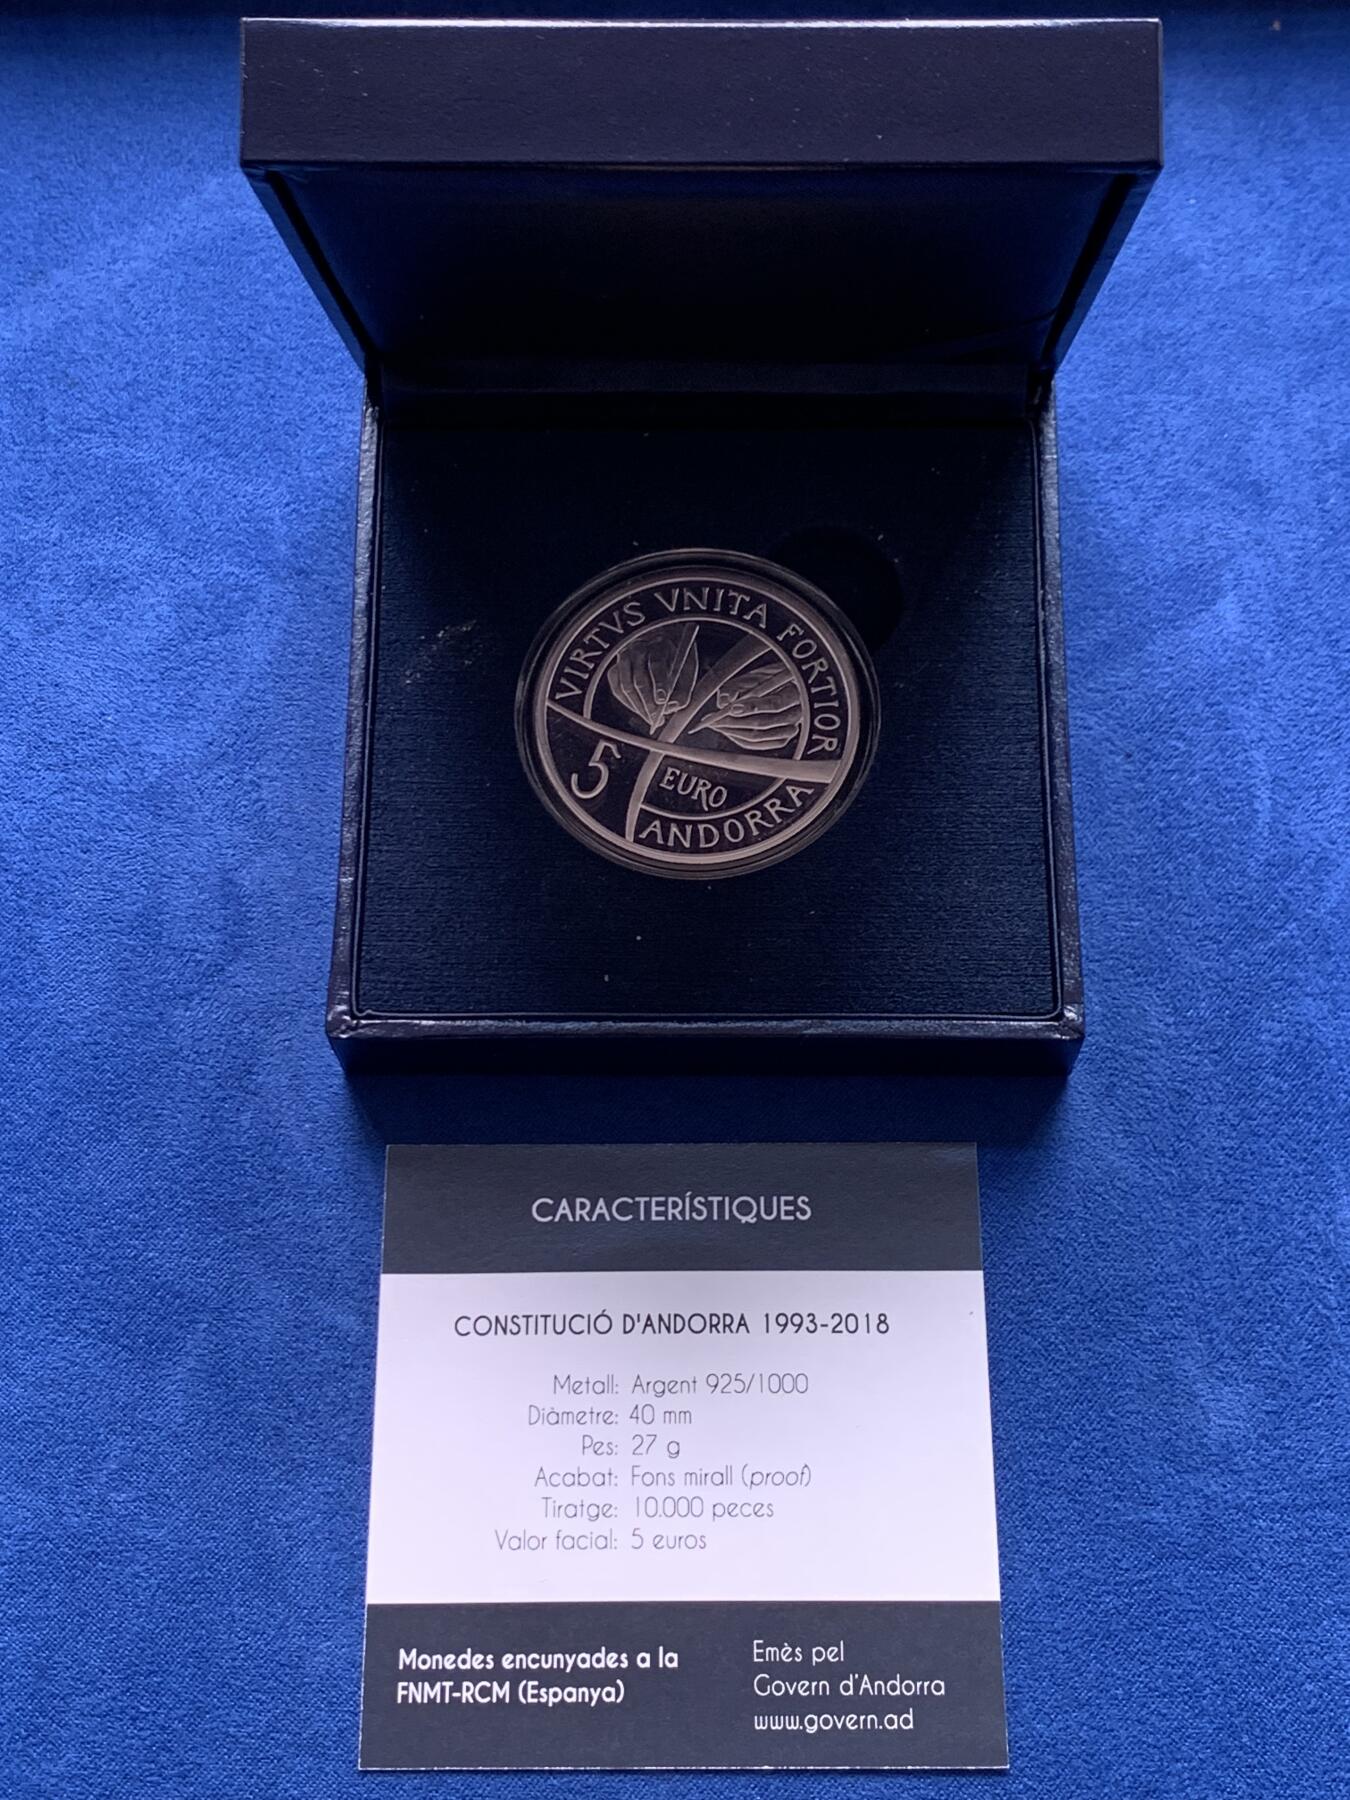 VIRTVS VNITA FORTIOR
5
EURO
ANDORRA
CARACTERÍSTIQUES
CONSTITUCIÓ D'ANDORRA 1993-2018
Metall: Argent 925/1000
Diàmetre: 40 mm
Pes: 27 g
Acabat: Fons mirall (proof)
Tiratge: 10.000 peces
Valor facial: 5 euros
Monedes encunyades a la
FNMT-RCM (Espanya)
Emès pel
Govern d'Andorra
www.govern.ad